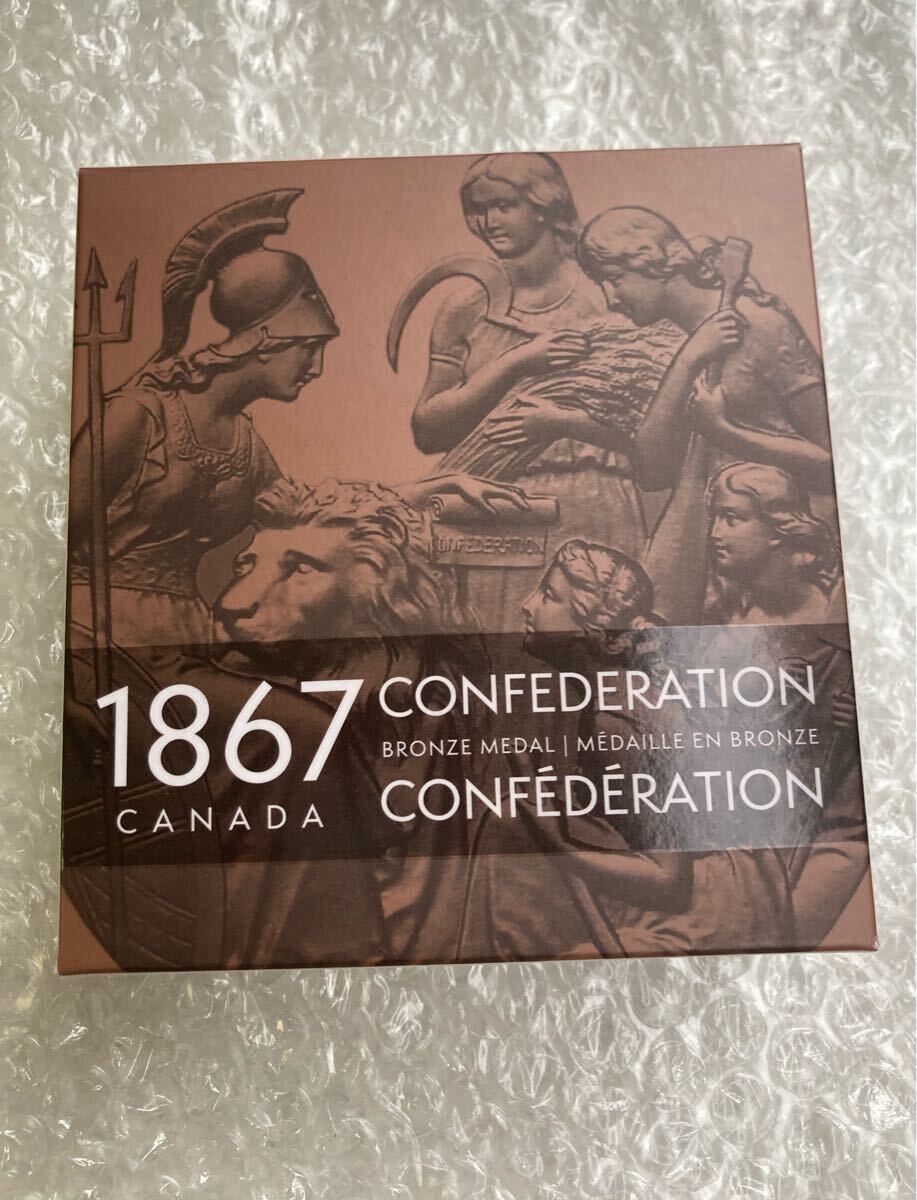 CONFEDERATION
1867
CANADA
CONFEDERATION
BRONZE MEDAL | MÉDAILLE EN BRONZE
CONFÉDÉRATION